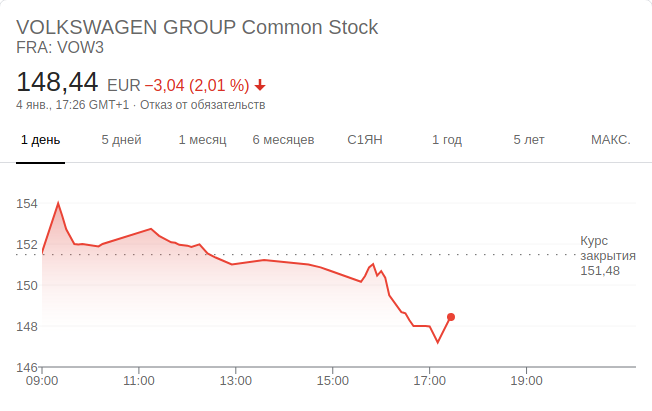 VOLKSWAGEN GROUP Common Stock
FRA: VOW3
148,44 EUR −3,04 (2,01 %)
4 янв., 17:26 GMT+1 · Отказ от обязательств
1 день 5 дней 1 месяц 6 месяцев С1ЯН 1 год 5 лет МАКС.
154
152
150
148
146
Курс
закрытия
151,48
09:00 11:00 13:00 15:00 17:00 19:00